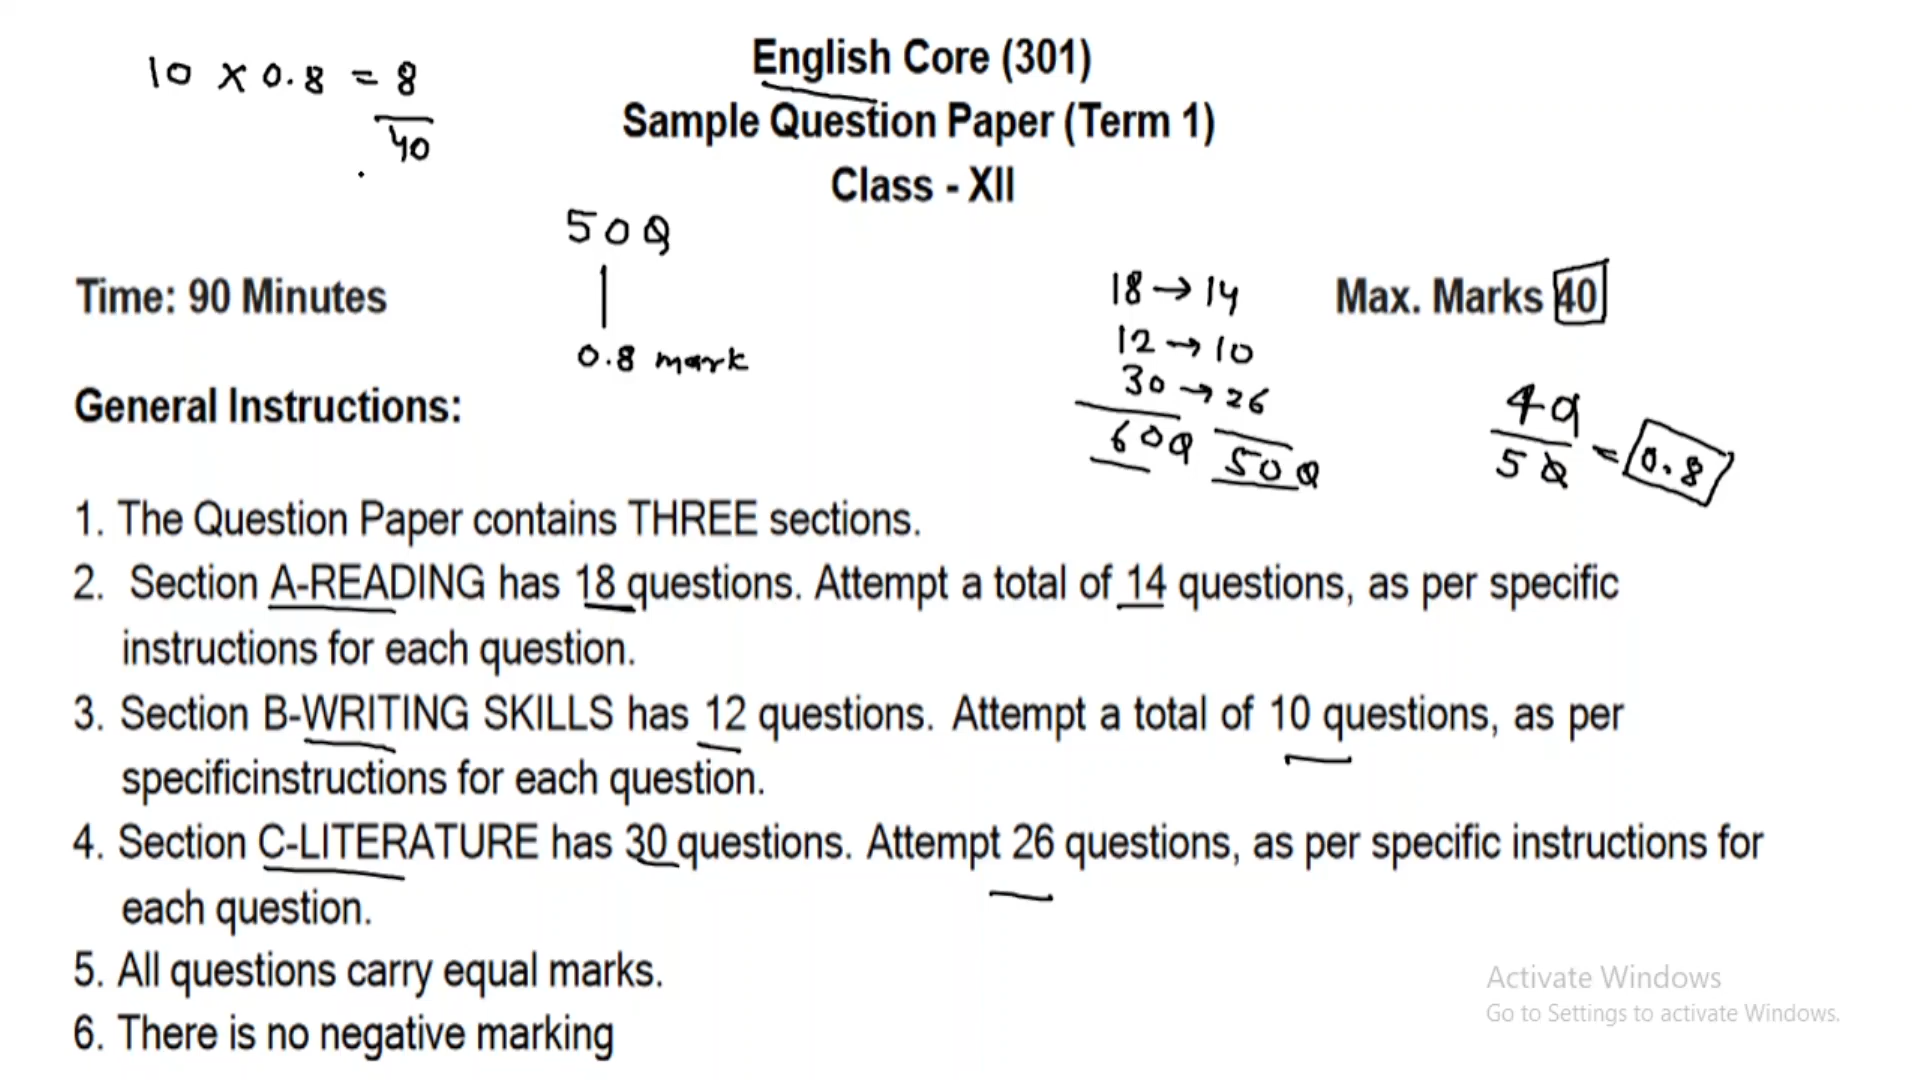 English Core (301)
10 x 0.8 = 8
40
Sample Question Paper (Term 1)
Class - XII
50Q
0.8 mark
Time: 90 Minutes
18 → 14
12 → 10
30 → 26
60Q 50Q
Max. Marks 40
40
50 = 0.8
General Instructions:
1. The Question Paper contains THREE sections.
2. Section A-READING has 18 questions. Attempt a total of 14 questions, as per specific
instructions for each question.
3. Section B-WRITING SKILLS has 12 questions. Attempt a total of 10 questions, as per
specificinstructions for each question.
4. Section C-LITERATURE has 30 questions. Attempt 26 questions, as per specific instructions for
each question.
5. All questions carry equal marks.
6. There is no negative marking
Activate Windows
Go to Settings to activate Windows.